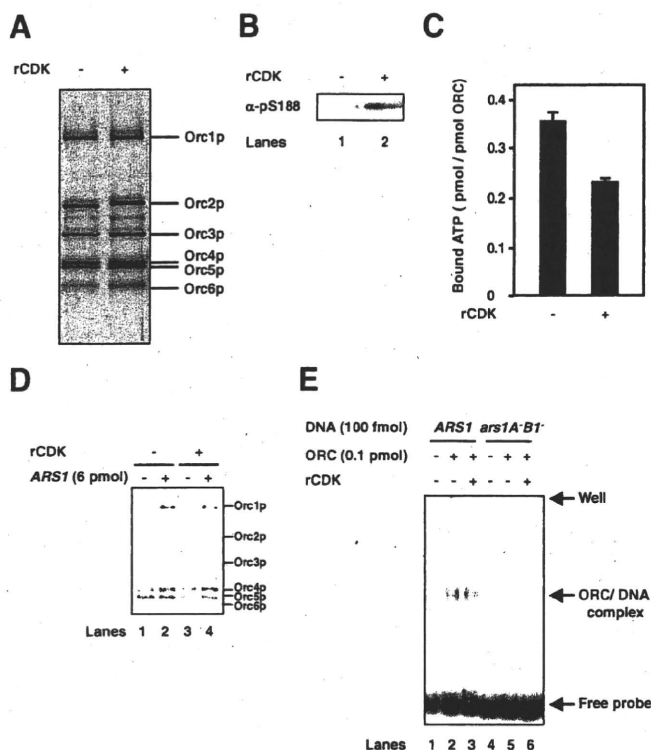 A
rCDK - +
Orc1p
Orc2p
Orc3p
Orc4p
Orc5p
Orc6p
B
rCDK - +
α-pS188
Lanes 1 2
C
Bound ATP ( pmol / pmol ORC)
0.4
0.3
0.2
0.1
0
rCDK - +
D
rCDK - +
ARS1 (6 pmol) - + - +
Orc1p
Orc2p
Orc3p
Orc4p
Orc5p
Orc6p
Lanes 1 2 3 4
E
DNA (100 fmol) ARS1 ars1A-B1-
ORC (0.1 pmol) - + + - + +
rCDK - - + - - +
Well
ORC/ DNA
complex
Free probe
Lanes 1 2 3 4 5 6